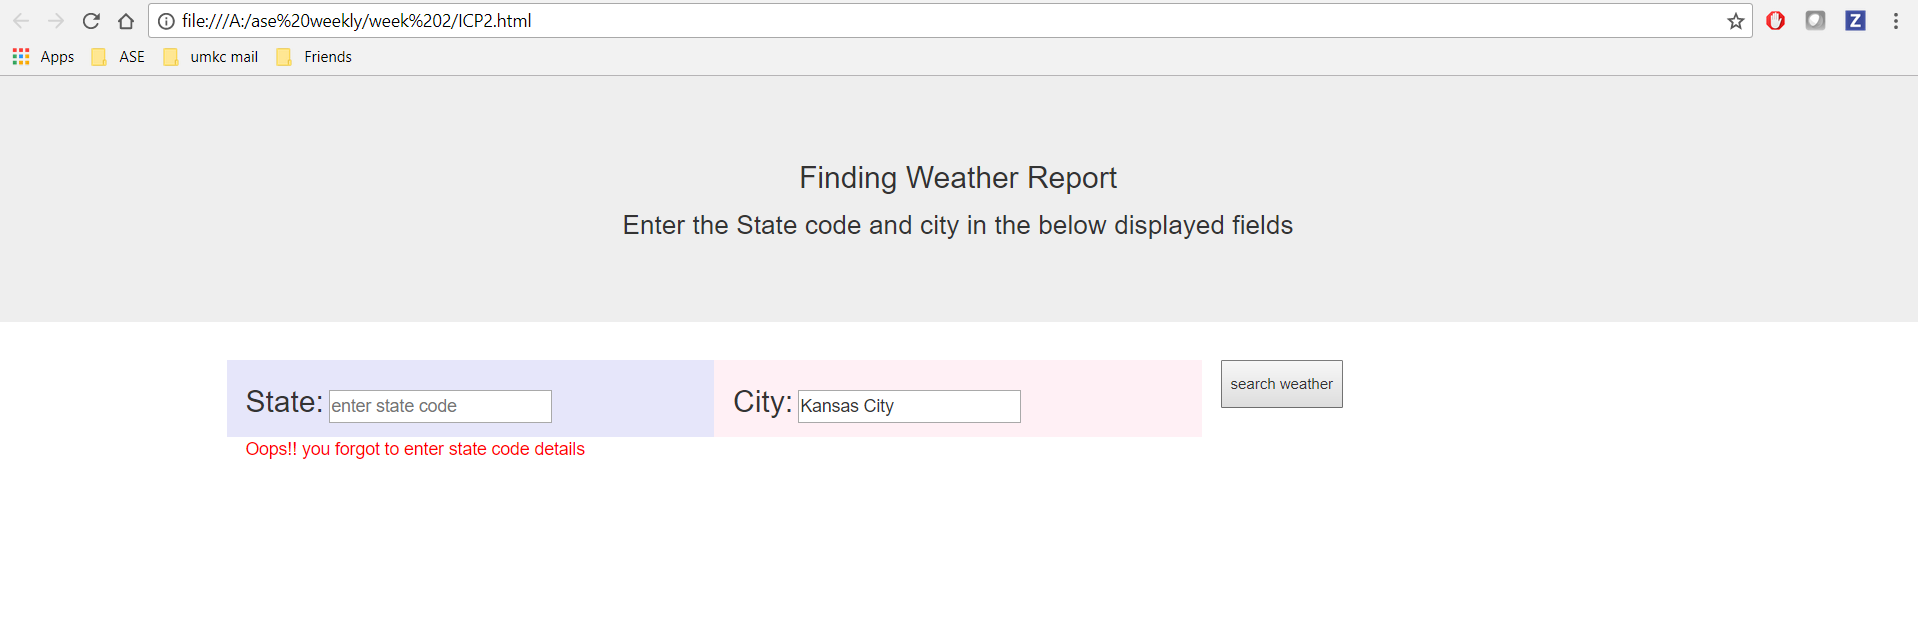 file:///A:/ase%20weekly/week%202/ICP2.html
Z
Apps ASE umkc mail Friends
Finding Weather Report
Enter the State code and city in the below displayed fields
State: enter state code City: Kansas City search weather
Oops!! you forgot to enter state code details